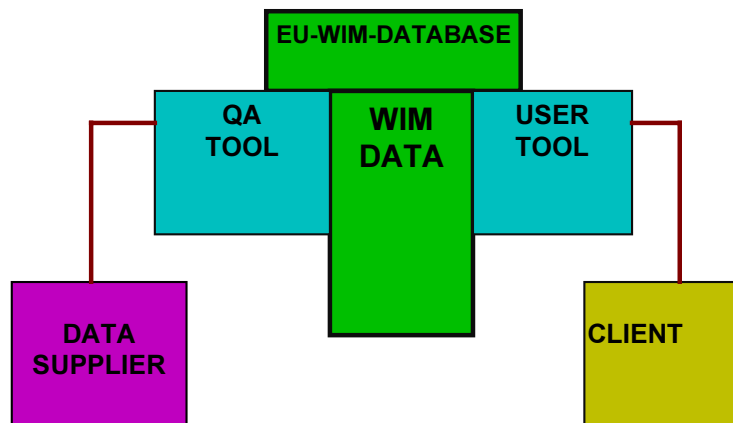 EU-WIM-DATABASE
QA
TOOL
WIM
DATA
USER
TOOL
DATA
SUPPLIER
CLIENT